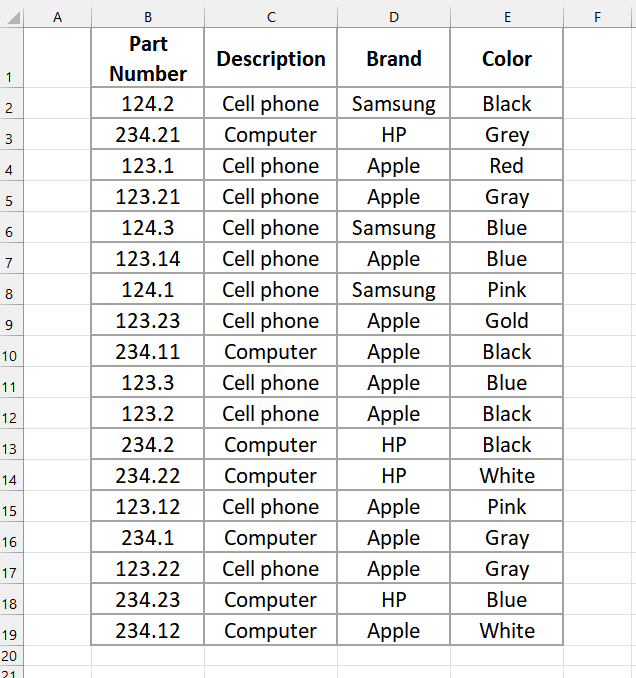 A B C D E F
1 Part Number Description Brand Color
2 124.2 Cell phone Samsung Black
3 234.21 Computer HP Grey
4 123.1 Cell phone Apple Red
5 123.21 Cell phone Apple Gray
6 124.3 Cell phone Samsung Blue
7 123.14 Cell phone Apple Blue
8 124.1 Cell phone Samsung Pink
9 123.23 Cell phone Apple Gold
10 234.11 Computer Apple Black
11 123.3 Cell phone Apple Blue
12 123.2 Cell phone Apple Black
13 234.2 Computer HP Black
14 234.22 Computer HP White
15 123.12 Cell phone Apple Pink
16 234.1 Computer Apple Gray
17 123.22 Cell phone Apple Gray
18 234.23 Computer HP Blue
19 234.12 Computer Apple White
20
21